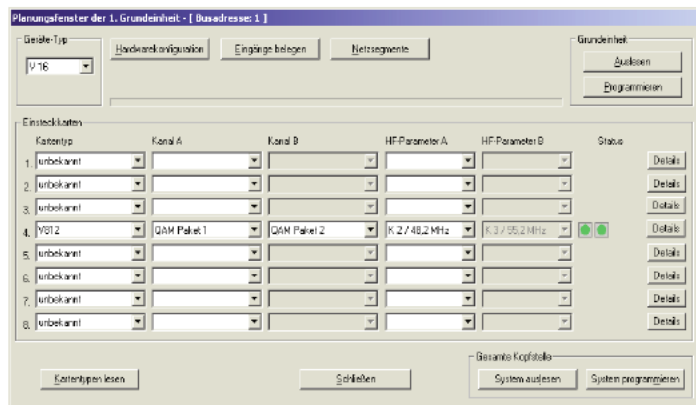 Planungsfenster der 1. Grundeinheit - [ Busadresse: 1 ]
Geräte-Typ
V 16
Hardwarekonfiguration
Eingänge belegen
Netzsegmente
Grundeinheit
Auslesen
Programmieren
Einsteckkarten
Kartentyp Kanal A Kanal B HF-Parameter A HF-Parameter B Status
1. unbekannt Details
2. unbekannt Details
3. unbekannt Details
4. V812 QAM Paket 1 QAM Paket 2 K 2 / 48,2 MHz K 3 / 55,2 MHz Details
5. unbekannt Details
6. unbekannt Details
7. unbekannt Details
8. unbekannt Details
Kartentypen lesen
Schließen
Gesamte Kopfstelle
System auslesen
System programmieren